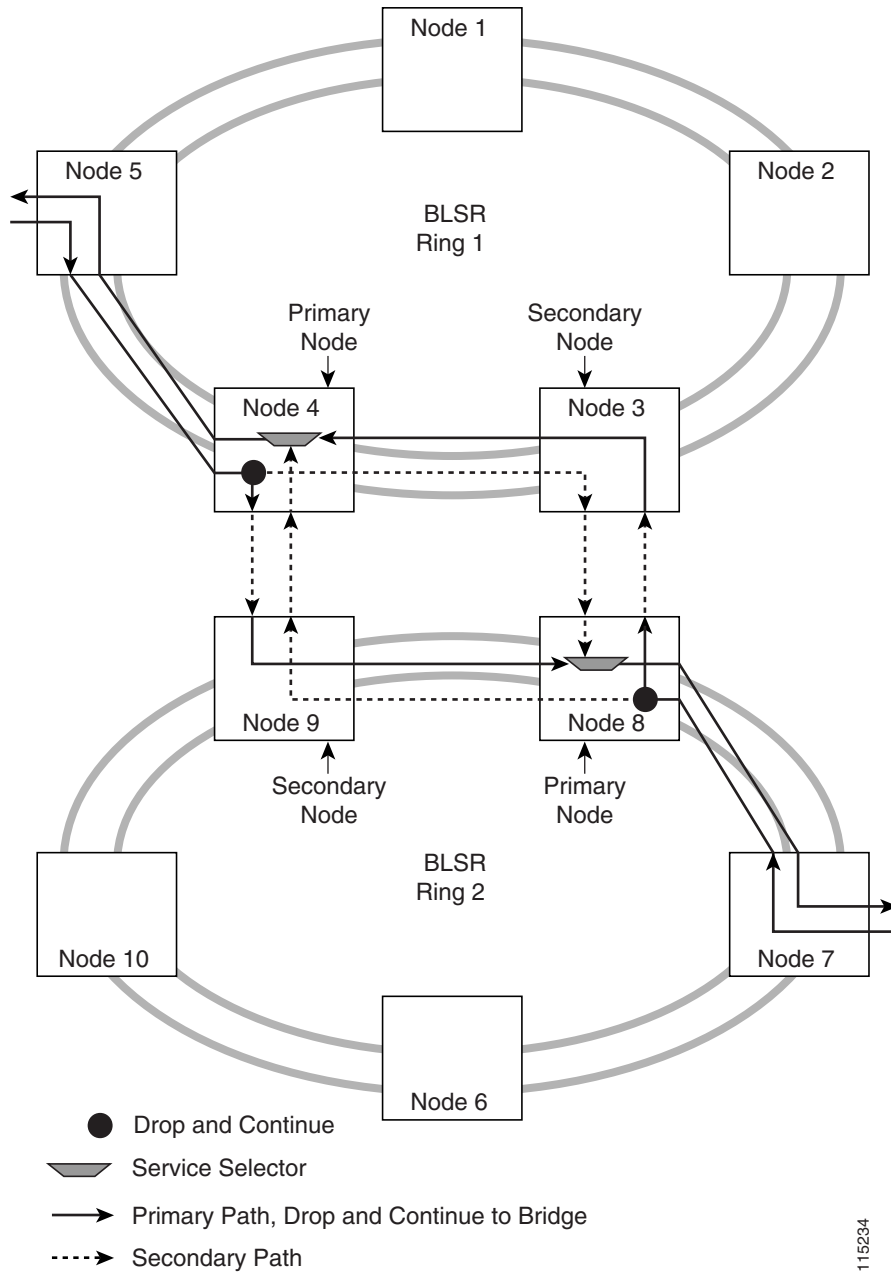 Node 1
Node 5
Node 2
BLSR
Ring 1
Primary
Node
Secondary
Node
Node 4
Node 3
Node 9
Node 8
Secondary
Node
Primary
Node
BLSR
Ring 2
Node 10
Node 7
Node 6
Drop and Continue
Service Selector
Primary Path, Drop and Continue to Bridge
Secondary Path
115234